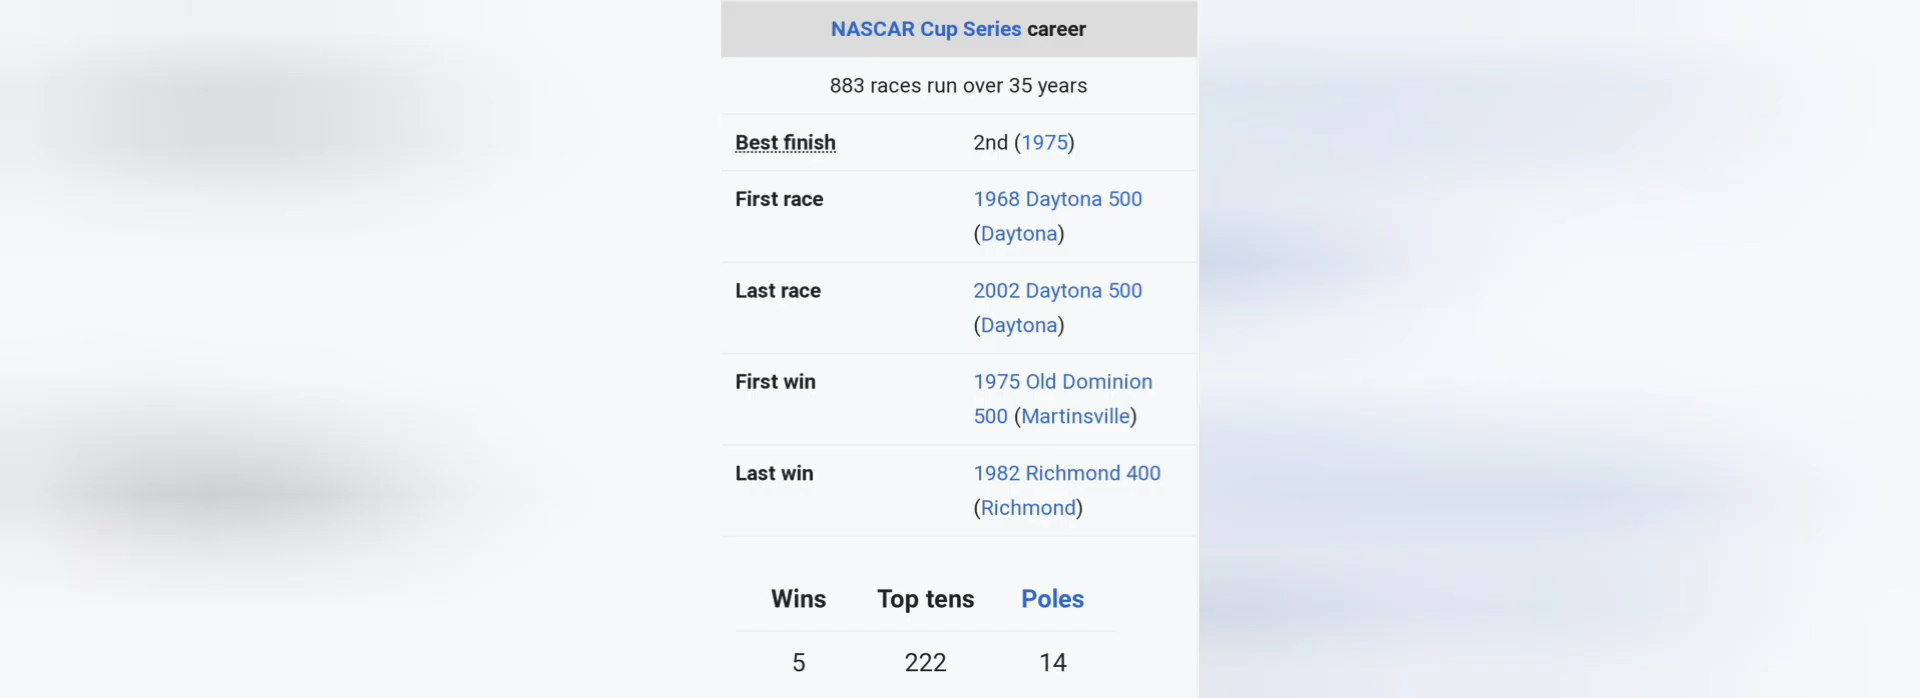 NASCAR Cup Series career
883 races run over 35 years
Best finish 2nd (1975)
First race 1968 Daytona 500
(Daytona)
Last race 2002 Daytona 500
(Daytona)
First win 1975 Old Dominion
500 (Martinsville)
Last win 1982 Richmond 400
(Richmond)
Wins Top tens Poles
5 222 14